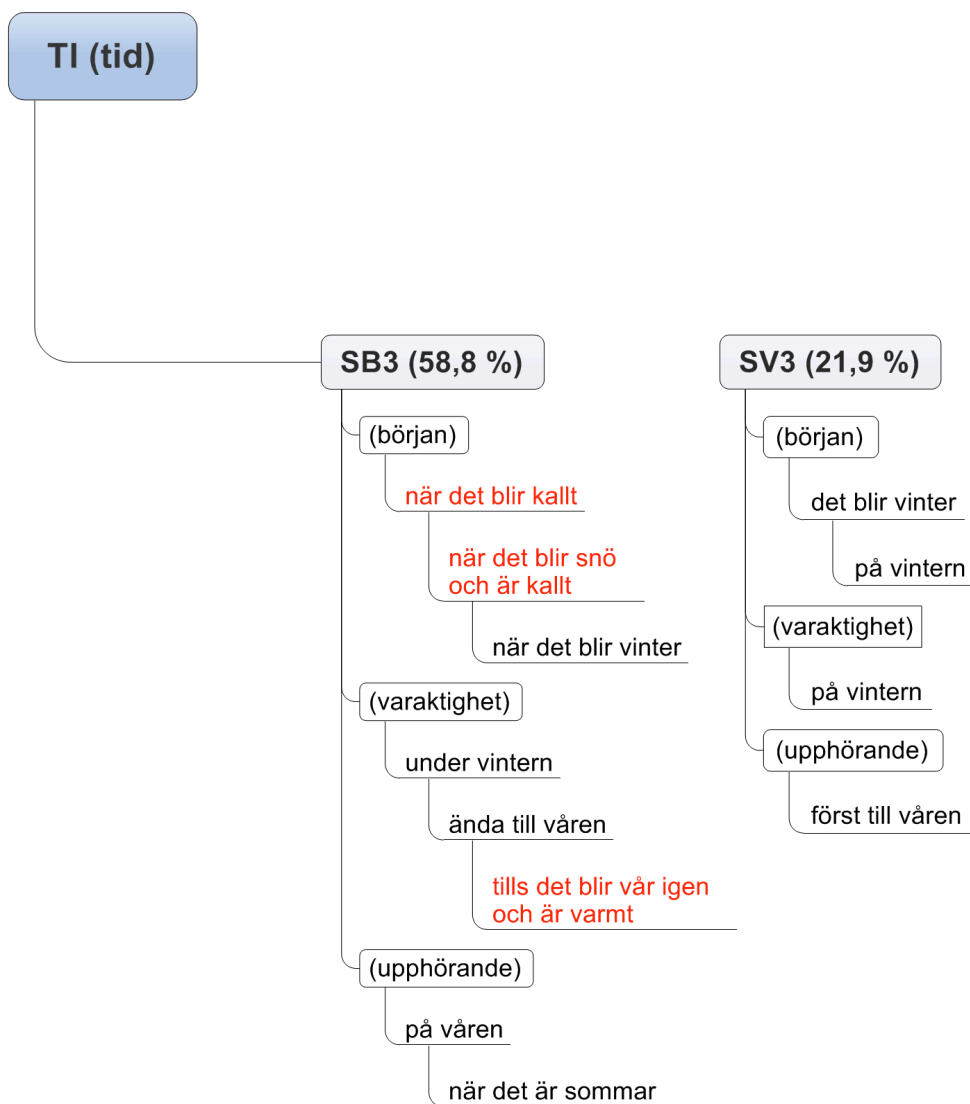 TI (tid)
SB3 (58,8 %)
(början)
när det blir kallt
när det blir snö
och är kallt
när det blir vinter
(varaktighet)
under vintern
ända till våren
tills det blir vår igen
och är varmt
(upphörande)
på våren
när det är sommar
SV3 (21,9 %)
(början)
det blir vinter
på vintern
(varaktighet)
på vintern
(upphörande)
först till våren